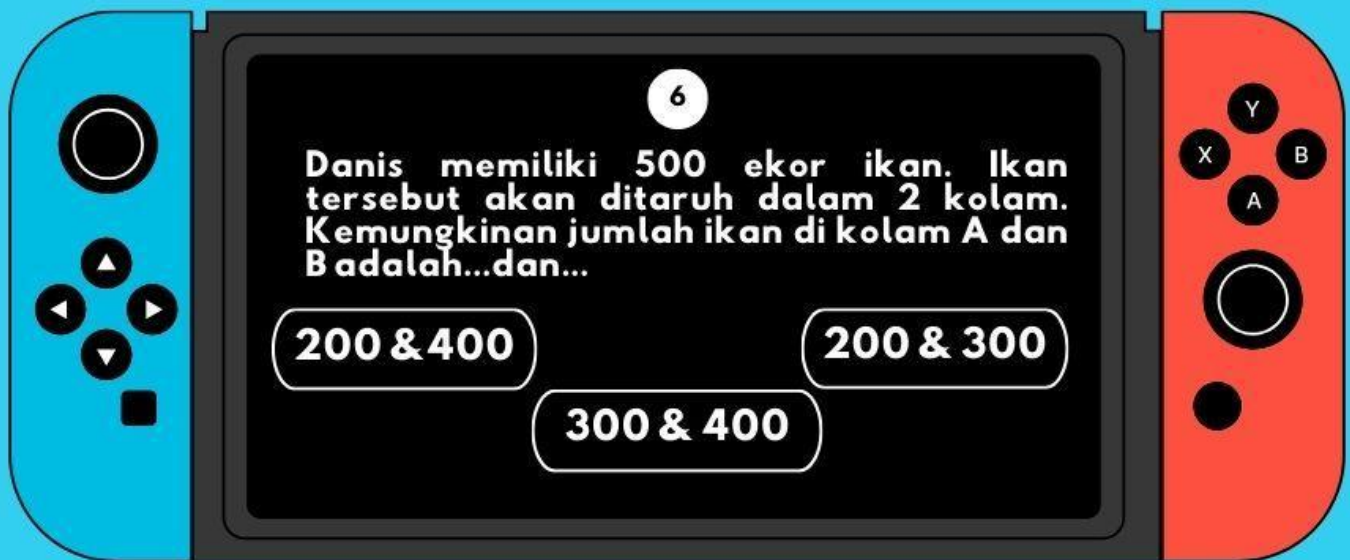 6
Danis memiliki 500 ekor ikan. Ikan
tersebut akan ditaruh dalam 2 kolam.
Kemungkinan jumlah ikan di kolam A dan
B adalah...dan...
200 & 400
200 & 300
300 & 400
Y
X
B
A